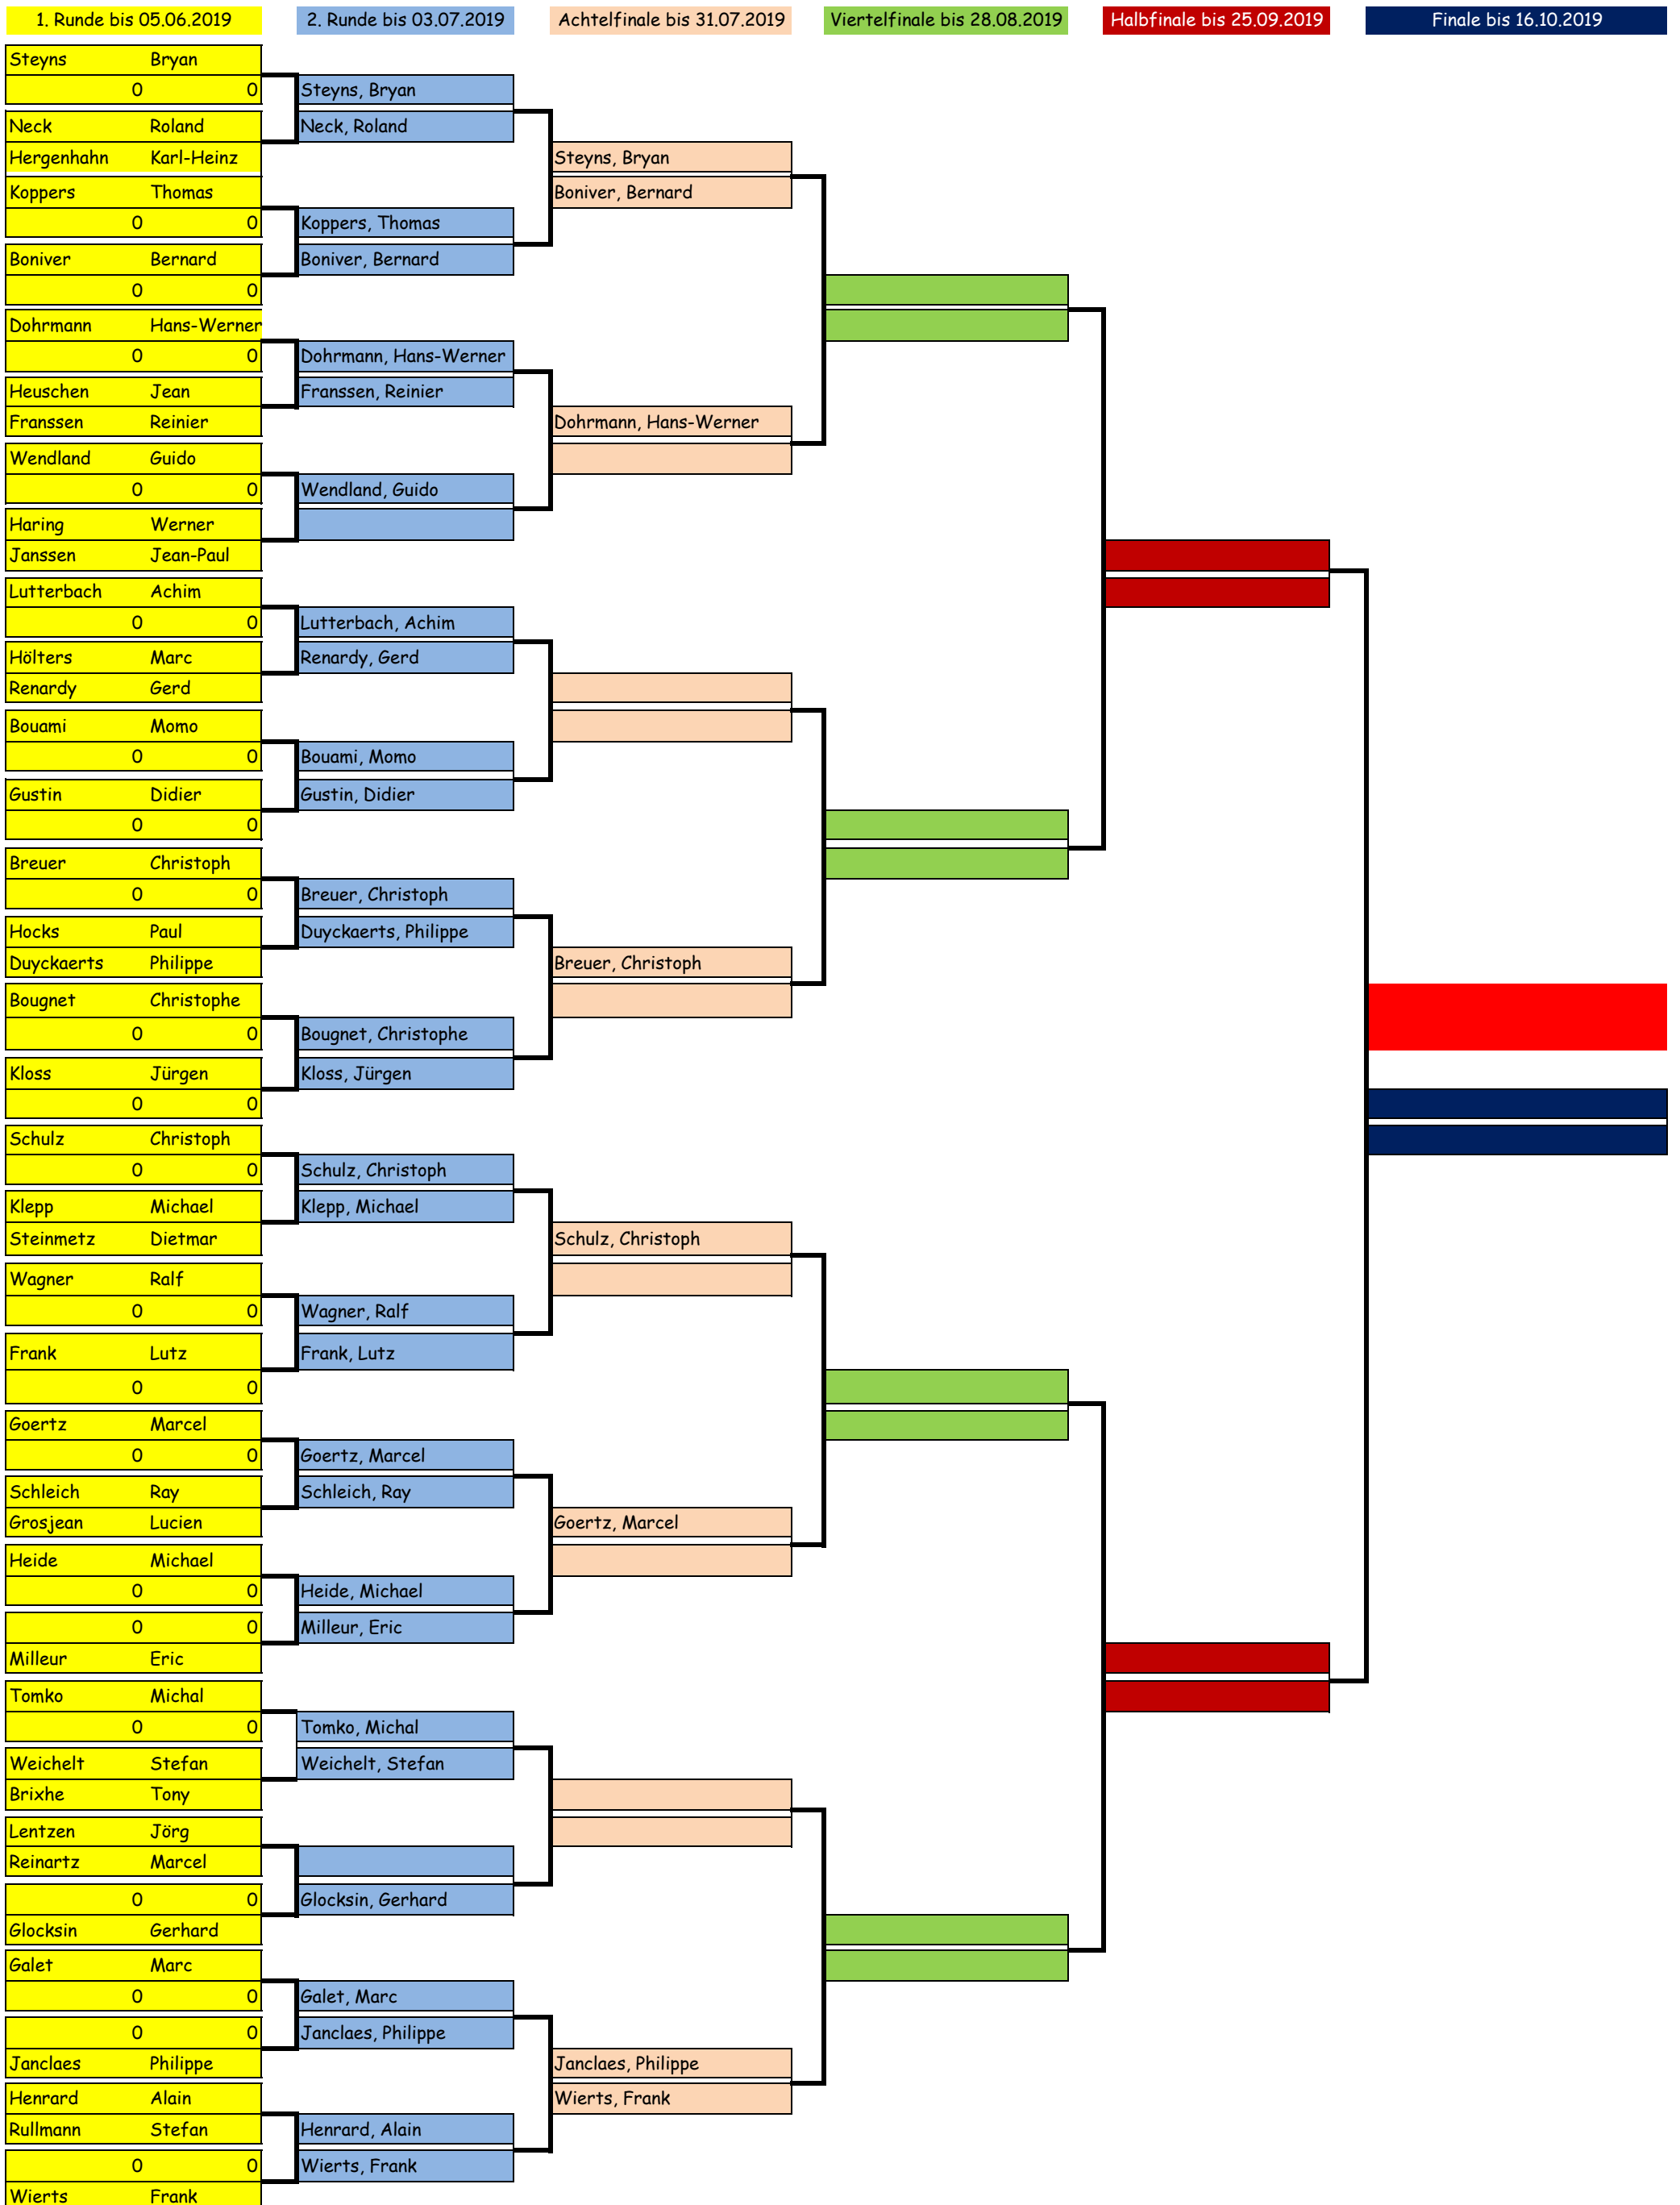 1. Runde bis 05.06.2019 2. Runde bis 03.07.2019 Achtelfinale bis 31.07.2019 Viertelfinale bis 28.08.2019 Halbfinale bis 25.09.2019 Finale bis 16.10.2019
Steyns Bryan
0 0
Neck Roland
Hergenhahn Karl-Heinz
Koppers Thomas
0 0
Boniver Bernard
0 0
Dohrmann Hans-Werner
0 0
Heuschen Jean
Franssen Reinier
Wendland Guido
0 0
Haring Werner
Janssen Jean-Paul
Lutterbach Achim
0 0
Hölters Marc
Renardy Gerd
Bouami Momo
0 0
Gustin Didier
0 0
Breuer Christoph
0 0
Hocks Paul
Duyckaerts Philippe
Bougnet Christophe
0 0
Kloss Jürgen
0 0
Schulz Christoph
0 0
Klepp Michael
Steinmetz Dietmar
Wagner Ralf
0 0
Frank Lutz
0 0
Goertz Marcel
0 0
Schleich Ray
Grosjean Lucien
Heide Michael
0 0
0 0
Milleur Eric
Tomko Michal
0 0
Weichelt Stefan
Brixhe Tony
Lentzen Jörg
Reinartz Marcel
0 0
Glocksin Gerhard
Galet Marc
0 0
0 0
Janclaes Philippe
Henrard Alain
Rullmann Stefan
0 0
Wierts Frank
Steyns, Bryan
Neck, Roland
Koppers, Thomas
Boniver, Bernard
Dohrmann, Hans-Werner
Franssen, Reinier
Wendland, Guido
Lutterbach, Achim
Renardy, Gerd
Bouami, Momo
Gustin, Didier
Breuer, Christoph
Duyckaerts, Philippe
Bougnet, Christophe
Kloss, Jürgen
Schulz, Christoph
Klepp, Michael
Wagner, Ralf
Frank, Lutz
Goertz, Marcel
Schleich, Ray
Heide, Michael
Milleur, Eric
Tomko, Michal
Weichelt, Stefan
Glocksin, Gerhard
Galet, Marc
Janclaes, Philippe
Henrard, Alain
Wierts, Frank
Steyns, Bryan
Boniver, Bernard
Dohrmann, Hans-Werner
Breuer, Christoph
Schulz, Christoph
Goertz, Marcel
Janclaes, Philippe
Wierts, Frank